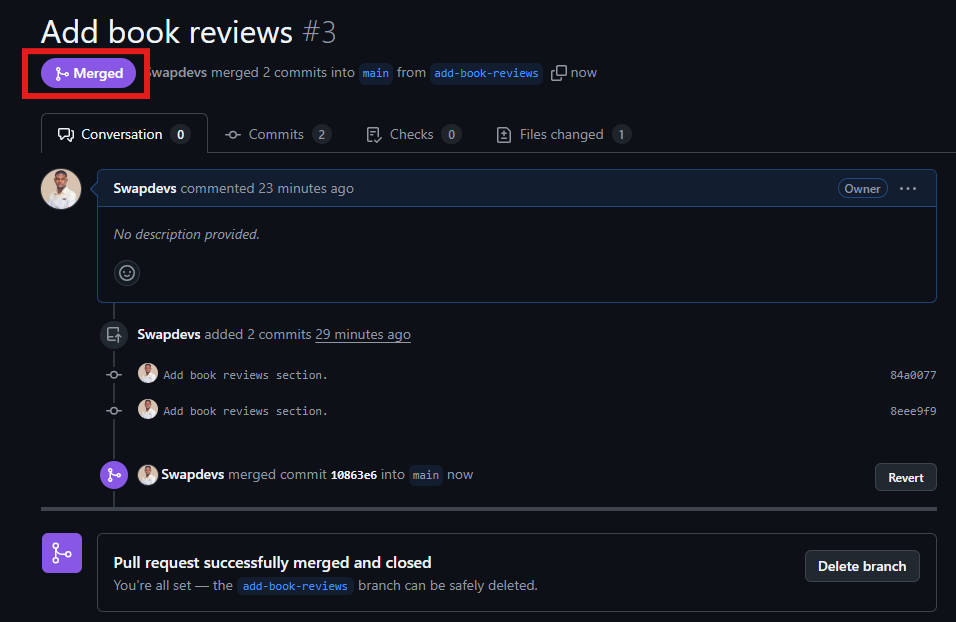 Add book reviews #3
Merged Swapdevs merged 2 commits into main from add-book-reviews now
Conversation 0 Commits 2 Checks 0 Files changed 1
Swapdevs commented 23 minutes ago Owner
No description provided.
Swapdevs added 2 commits 29 minutes ago
Add book reviews section. 84a0077
Add book reviews section. 8eee9f9
Swapdevs merged commit 10863e6 into main now Revert
Pull request successfully merged and closed
You're all set — the add-book-reviews branch can be safely deleted.
Delete branch